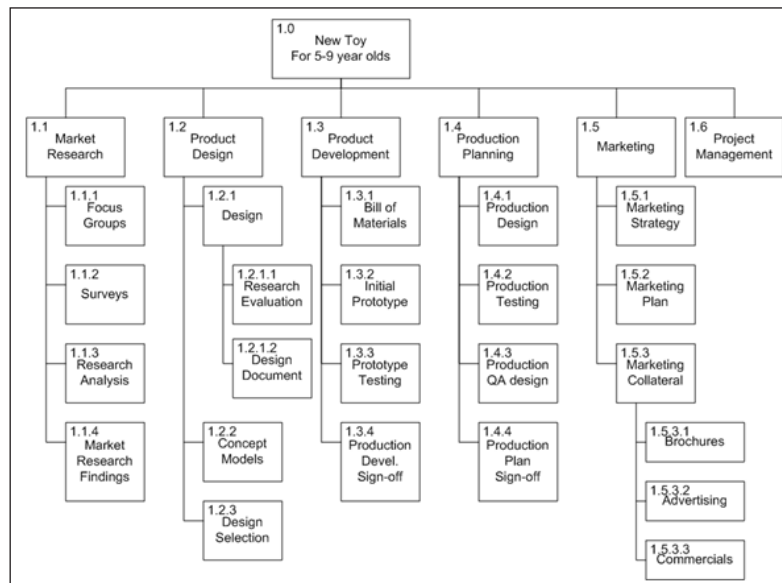 1.0
New Toy
For 5-9 year olds
1.1
Market
Research
1.2
Product
Design
1.3
Product
Development
1.4
Production
Planning
1.5
Marketing
1.6
Project
Management
1.1.1
Focus
Groups
1.1.2
Surveys
1.1.3
Research
Analysis
1.1.4
Market
Research
Findings
1.2.1
Design
1.2.1.1
Research
Evaluation
1.2.1.2
Design
Document
1.2.2
Concept
Models
1.2.3
Design
Selection
1.3.1
Bill of
Materials
1.3.2
Initial
Prototype
1.3.3
Prototype
Testing
1.3.4
Production
Devel.
Sign-off
1.4.1
Production
Design
1.4.2
Production
Testing
1.4.3
Production
QA design
1.4.4
Production
Plan
Sign-off
1.5.1
Marketing
Strategy
1.5.2
Marketing
Plan
1.5.3
Marketing
Collateral
1.5.3.1
Brochures
1.5.3.2
Advertising
1.5.3.3
Commercials